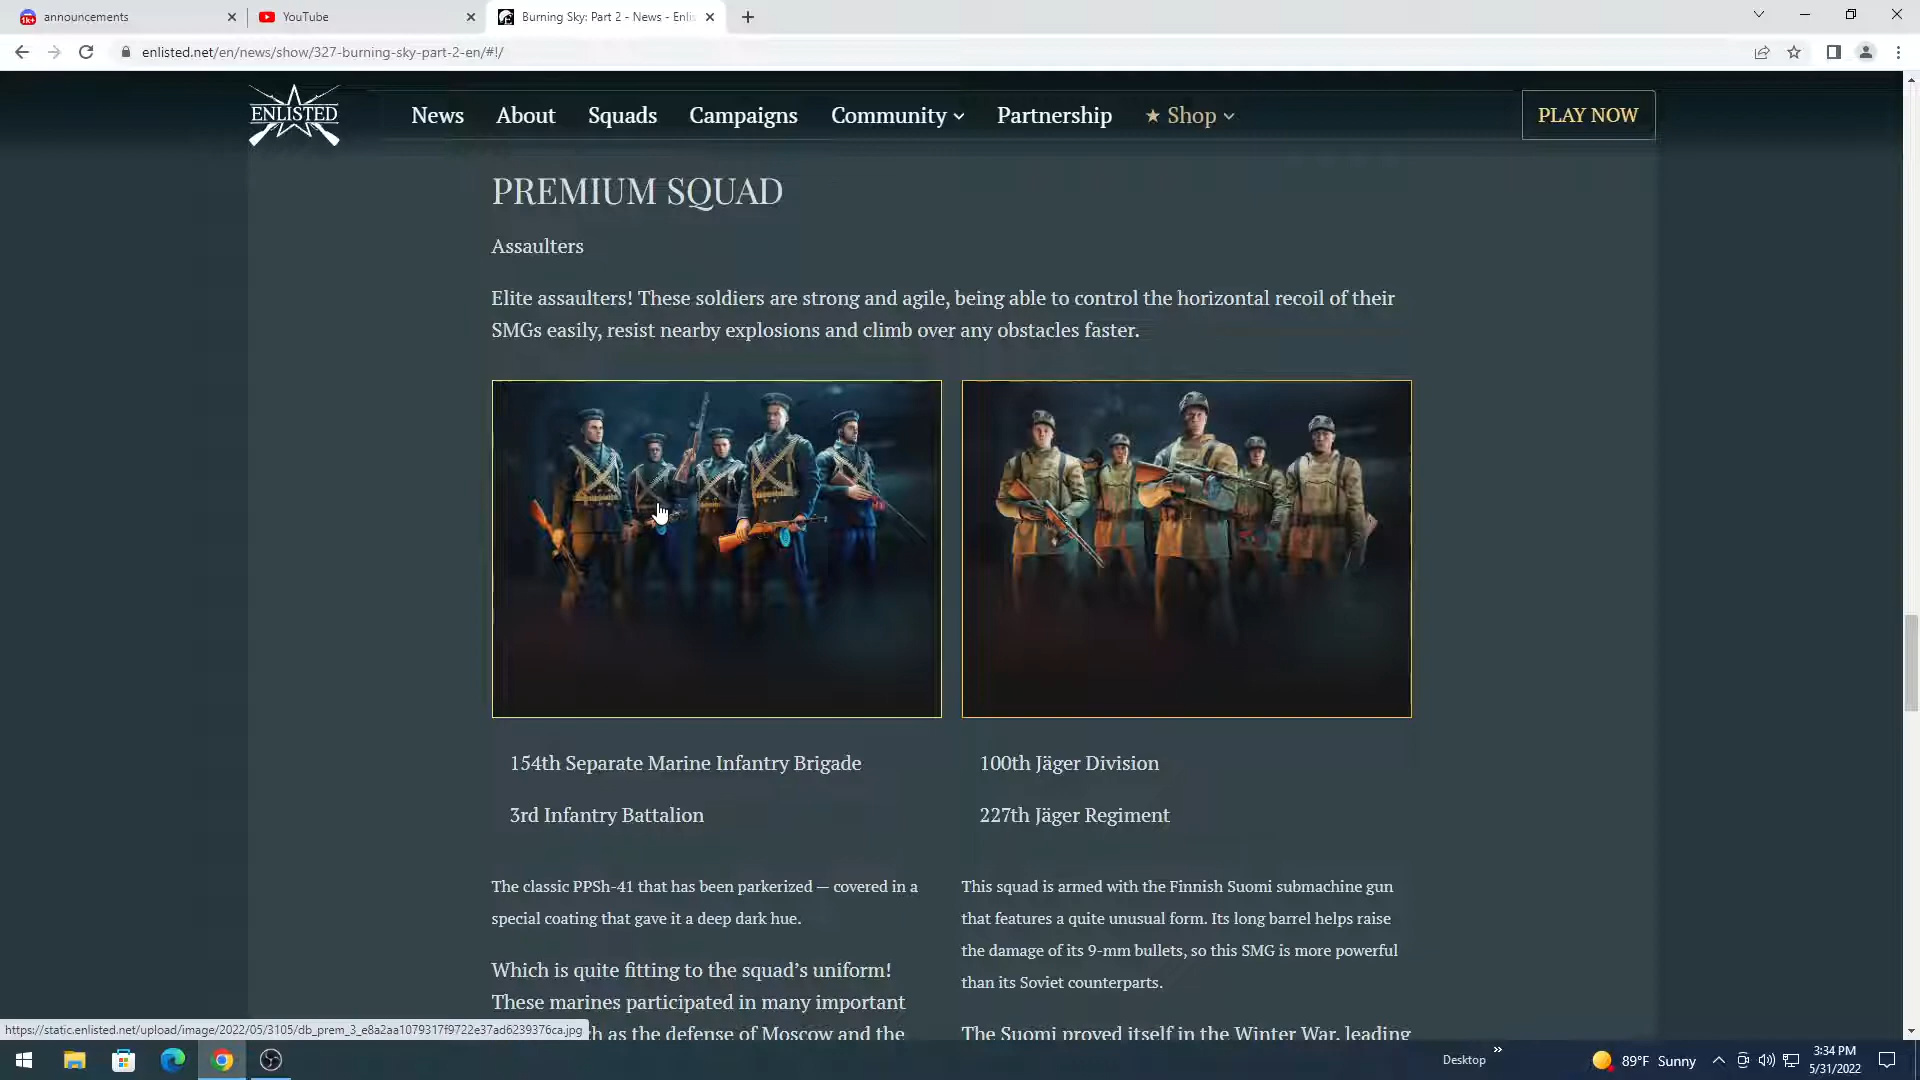 announcements
YouTube
Burning Sky: Part 2 - News - Enlis
enlisted.net/en/news/show/327-burning-sky-part-2-en/#!/
ENLISTED
News About Squads Campaigns Community Partnership Shop
PLAY NOW
PREMIUM SQUAD
Assaulters
Elite assaulters! These soldiers are strong and agile, being able to control the horizontal recoil of their
SMGs easily, resist nearby explosions and climb over any obstacles faster.
154th Separate Marine Infantry Brigade
3rd Infantry Battalion
The classic PPSh-41 that has been parkerized — covered in a
special coating that gave it a deep dark hue.
Which is quite fitting to the squad's uniform!
These marines participated in many important
h as the defense of Moscow and the
100th Jäger Division
227th Jäger Regiment
This squad is armed with the Finnish Suomi submachine gun
that features a quite unusual form. Its long barrel helps raise
the damage of its 9-mm bullets, so this SMG is more powerful
than its Soviet counterparts.
The Suomi proved itself in the Winter War, leading
https://static.enlisted.net/upload/image/2022/05/3105/db_prem_3_e8a2aa1079317f9722e37ad6239376ca.jpg
Desktop
89°F Sunny
3:34 PM
5/31/2022